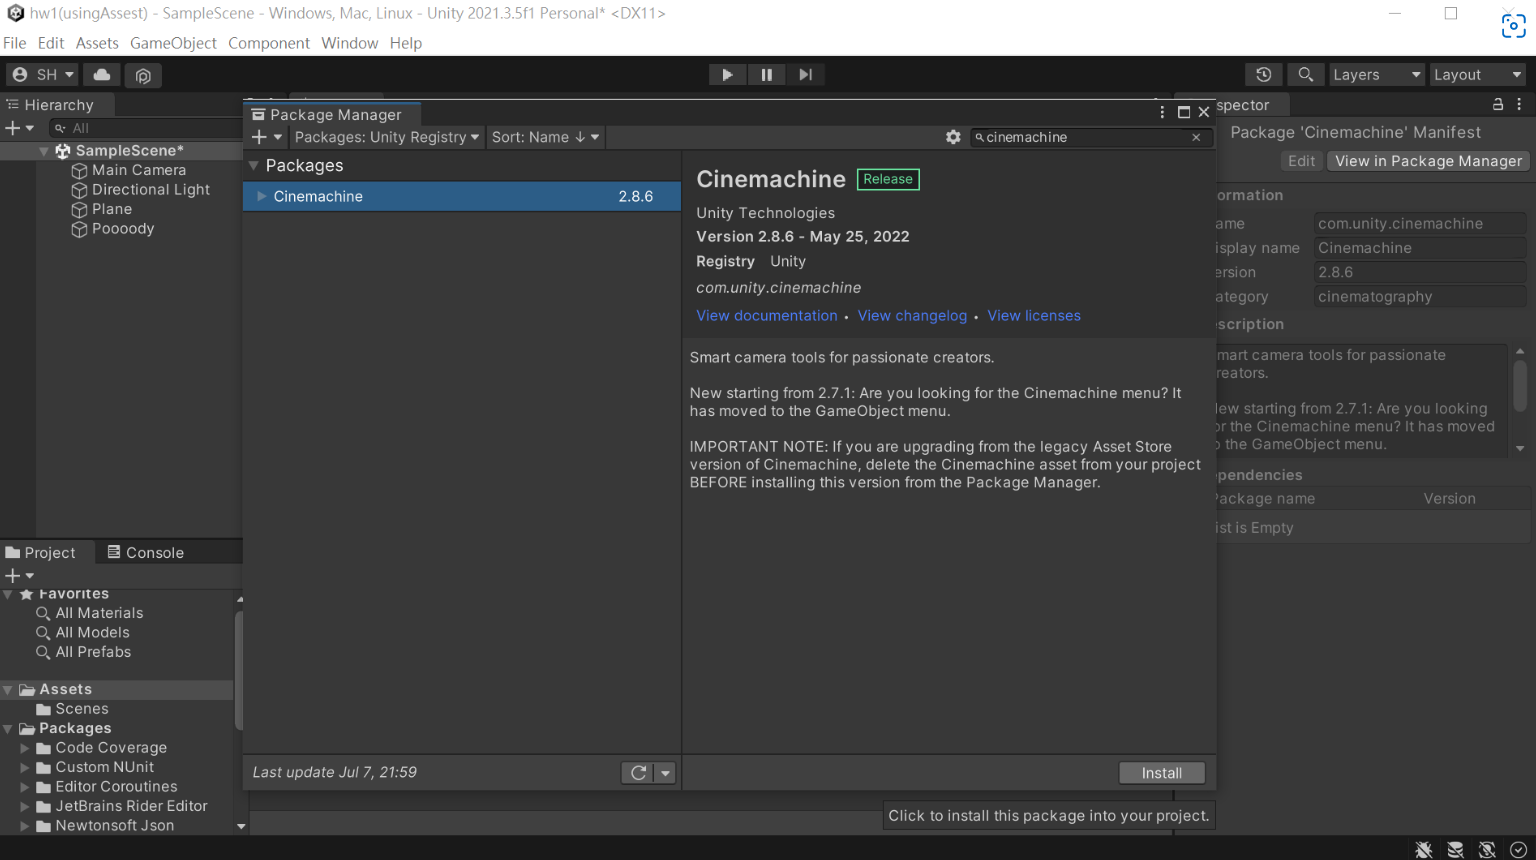 hw1(usingAssest) - SampleScene - Windows, Mac, Linux - Unity 2021.3.5f1 Personal* <DX11>
File Edit Assets GameObject Component Window Help
SH
Layers
Layout
Hierarchy
All
SampleScene*
Main Camera
Directional Light
Plane
Poooody
Package Manager
Packages: Unity Registry
Sort: Name ↓
cinemachine
Packages
Cinemachine 2.8.6
Cinemachine Release
Unity Technologies
Version 2.8.6 - May 25, 2022
Registry Unity
com.unity.cinemachine
View documentation • View changelog • View licenses
Smart camera tools for passionate creators.
New starting from 2.7.1: Are you looking for the Cinemachine menu? It
has moved to the GameObject menu.
IMPORTANT NOTE: If you are upgrading from the legacy Asset Store
version of Cinemachine, delete the Cinemachine asset from your project
BEFORE installing this version from the Package Manager.
Last update Jul 7, 21:59
Install
Click to install this package into your project.
spector
Package 'Cinemachine' Manifest
Edit View in Package Manager
ormation
ame com.unity.cinemachine
isplay name Cinemachine
ersion 2.8.6
ategory cinematography
scription
mart camera tools for passionate
reators.
lew starting from 2.7.1: Are you looking
or the Cinemachine menu? It has moved
the GameObject menu.
pendencies
Package name Version
ist is Empty
Project Console
Favorites
All Materials
All Models
All Prefabs
Assets
Scenes
Packages
Code Coverage
Custom NUnit
Editor Coroutines
JetBrains Rider Editor
Newtonsoft Json